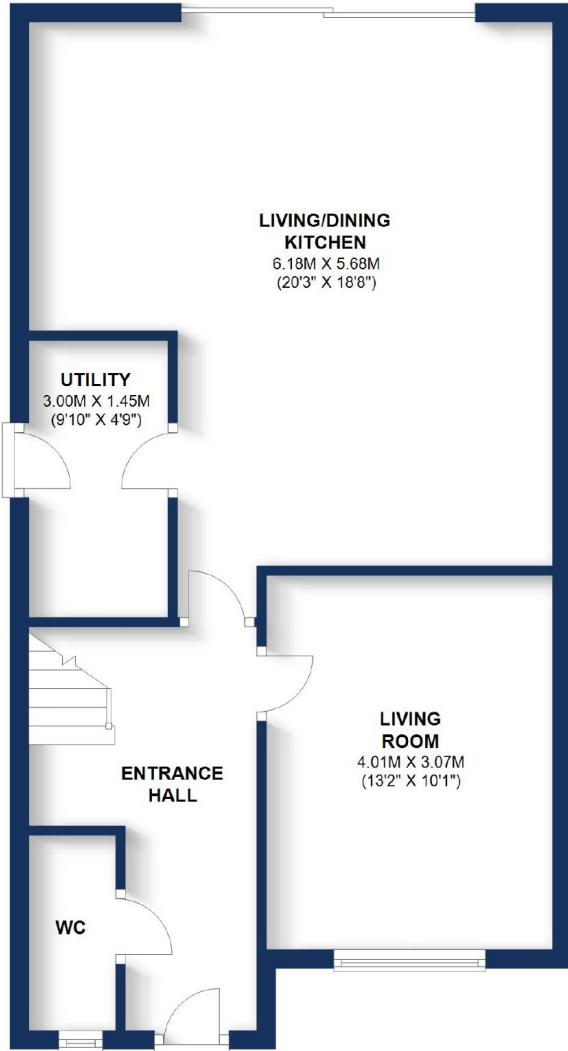 LIVING/DINING
KITCHEN
6.18M X 5.68M
(20'3" X 18'8")
UTILITY
3.00M X 1.45M
(9'10" X 4'9")
LIVING
ROOM
4.01M X 3.07M
(13'2" X 10'1")
ENTRANCE
HALL
WC